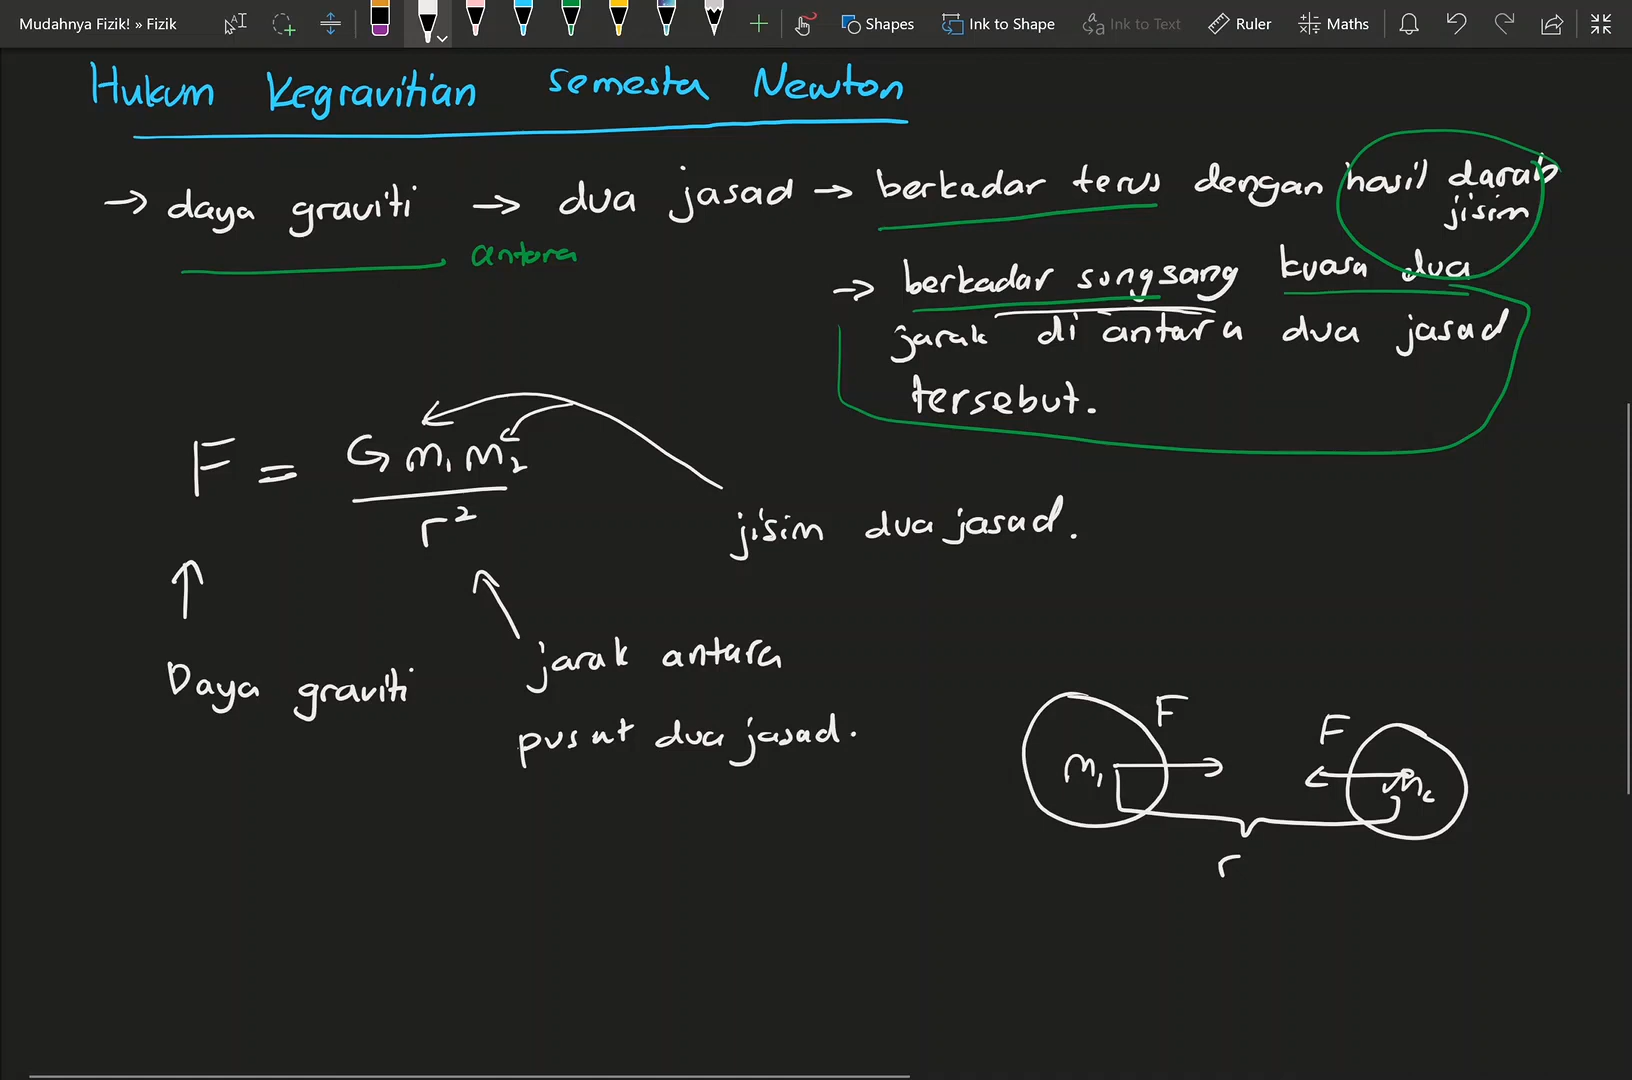 Mudahnya Fizik! » Fizik
Shapes
Ink to Shape
Ink to Text
Ruler
Maths
Hukum Kegravitian semesta Newton
→ daya graviti → dua jasad → berkadar terus dengan hasil darab
jisim
antara
→ berkadar songsang kuasa dua
jarak di antara dua jasad
tersebut.
F = G m₁ m₂
r²
jisim dua jasad.
Daya graviti
jarak antara
pusat dua jasad.
F
F
m₁
m₂
r